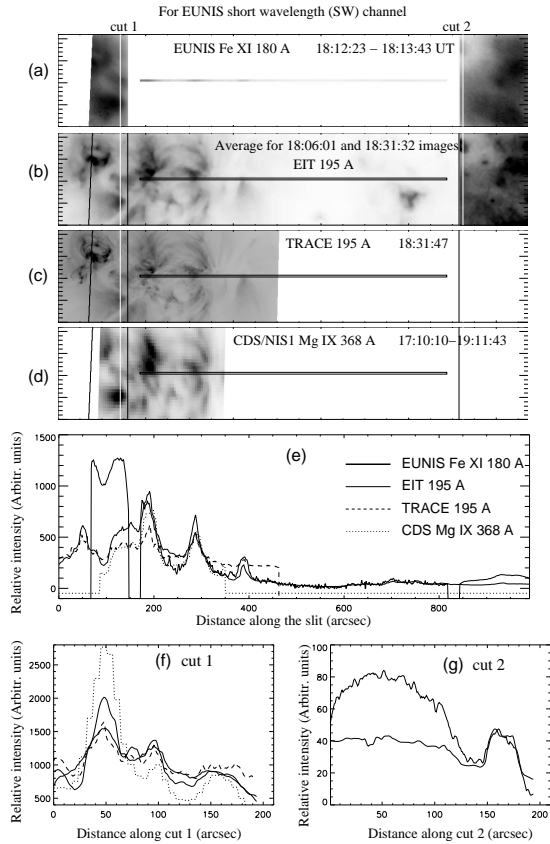 For EUNIS short wavelength (SW) channel
cut 1 cut 2
(a) EUNIS Fe XI 180 A 18:12:23 – 18:13:43 UT
(b) Average for 18:06:01 and 18:31:32 images
EIT 195 A
(c) TRACE 195 A 18:31:47
(d) CDS/NIS1 Mg IX 368 A 17:10:10–19:11:43
(e)
EUNIS Fe XI 180 A
EIT 195 A
TRACE 195 A
CDS Mg IX 368 A
Relative intensity (Arbitr. units)
1500
1000
500
0
0 200 400 600 800
Distance along the slit (arcsec)
(f) cut 1
Relative intensity (Arbitr. units)
2500
2000
1500
1000
500
0 50 100 150 200
Distance along cut 1 (arcsec)
(g) cut 2
Relative intensity (Arbitr. units)
100
80
60
40
20
0
50 100 150 200
Distance along cut 2 (arcsec)